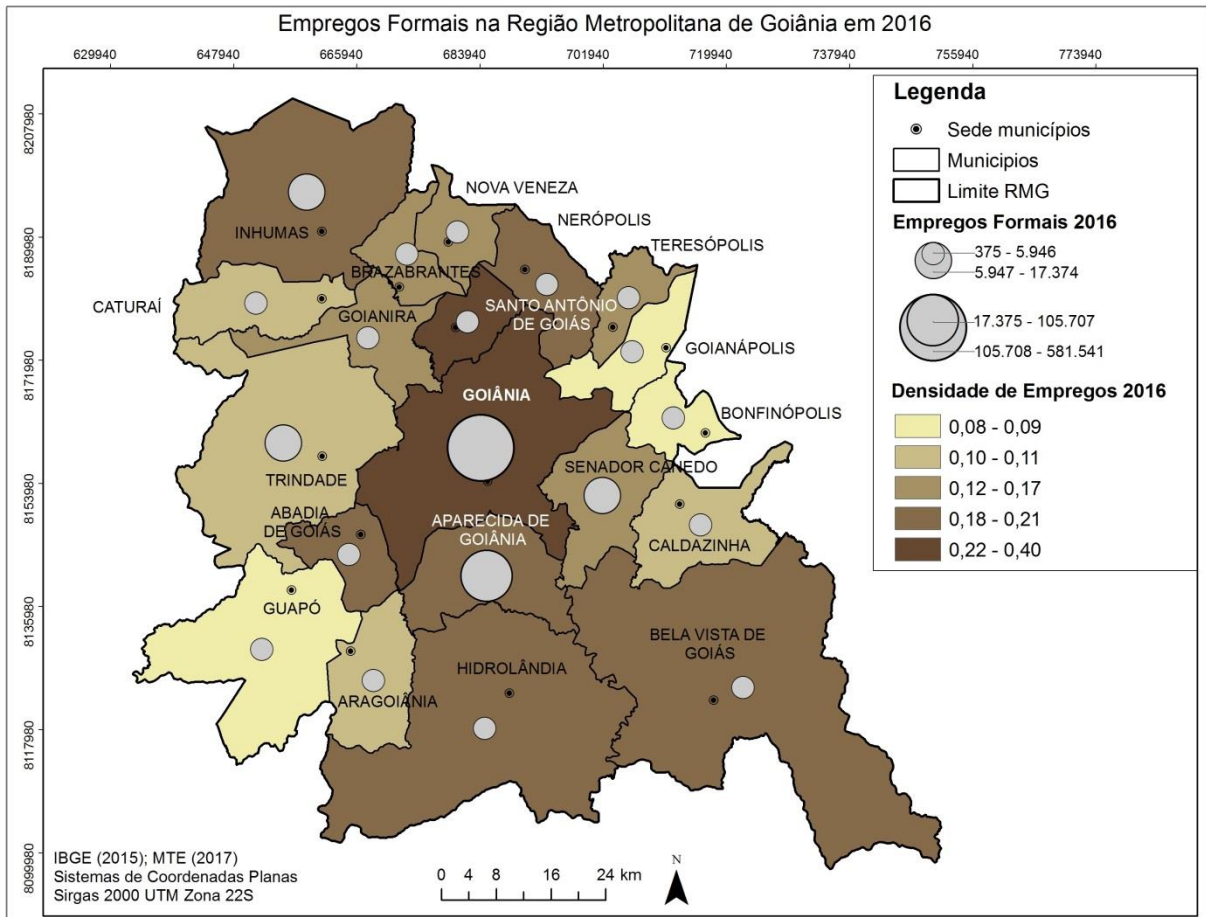 Empregos Formais na Região Metropolitana de Goiânia em 2016
629940 647940 665940 683940 701940 719940 737940 755940 773940
8207980
8189980
8171980
8153980
8135980
8117980
8099980
Legenda
Sede municípios
Municipios
Limite RMG
Empregos Formais 2016
375 - 5.946
5.947 - 17.374
17.375 - 105.707
105.708 - 581.541
Densidade de Empregos 2016
0,08 - 0,09
0,10 - 0,11
0,12 - 0,17
0,18 - 0,21
0,22 - 0,40
NOVA VENEZA
NERÓPOLIS
INHUMAS
TERESÓPOLIS
BRAZABRANTES
CATURAÍ
SANTO ANTÔNIO
DE GOIÁS
GOIANIRA
GOIANÁPOLIS
GOIÂNIA
BONFINÓPOLIS
SENADOR CANEDO
TRINDADE
ABADIA
DE GOIÁS
APARECIDA DE
GOIÂNIA
CALDAZINHA
GUAPÓ
BELA VISTA DE
GOIÁS
HIDROLÂNDIA
ARAGOIÂNIA
IBGE (2015); MTE (2017)
Sistemas de Coordenadas Planas
Sirgas 2000 UTM Zona 22S
0 4 8 16 24 km
N